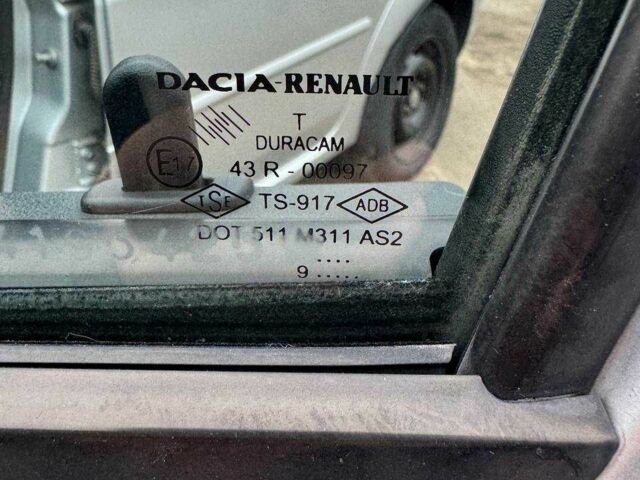 DACIA-RENAULT
T
DURACAM
E17 43 R - 00097
TSE TS-917 ADB
DOT 511 M311 AS2
....
9 .....